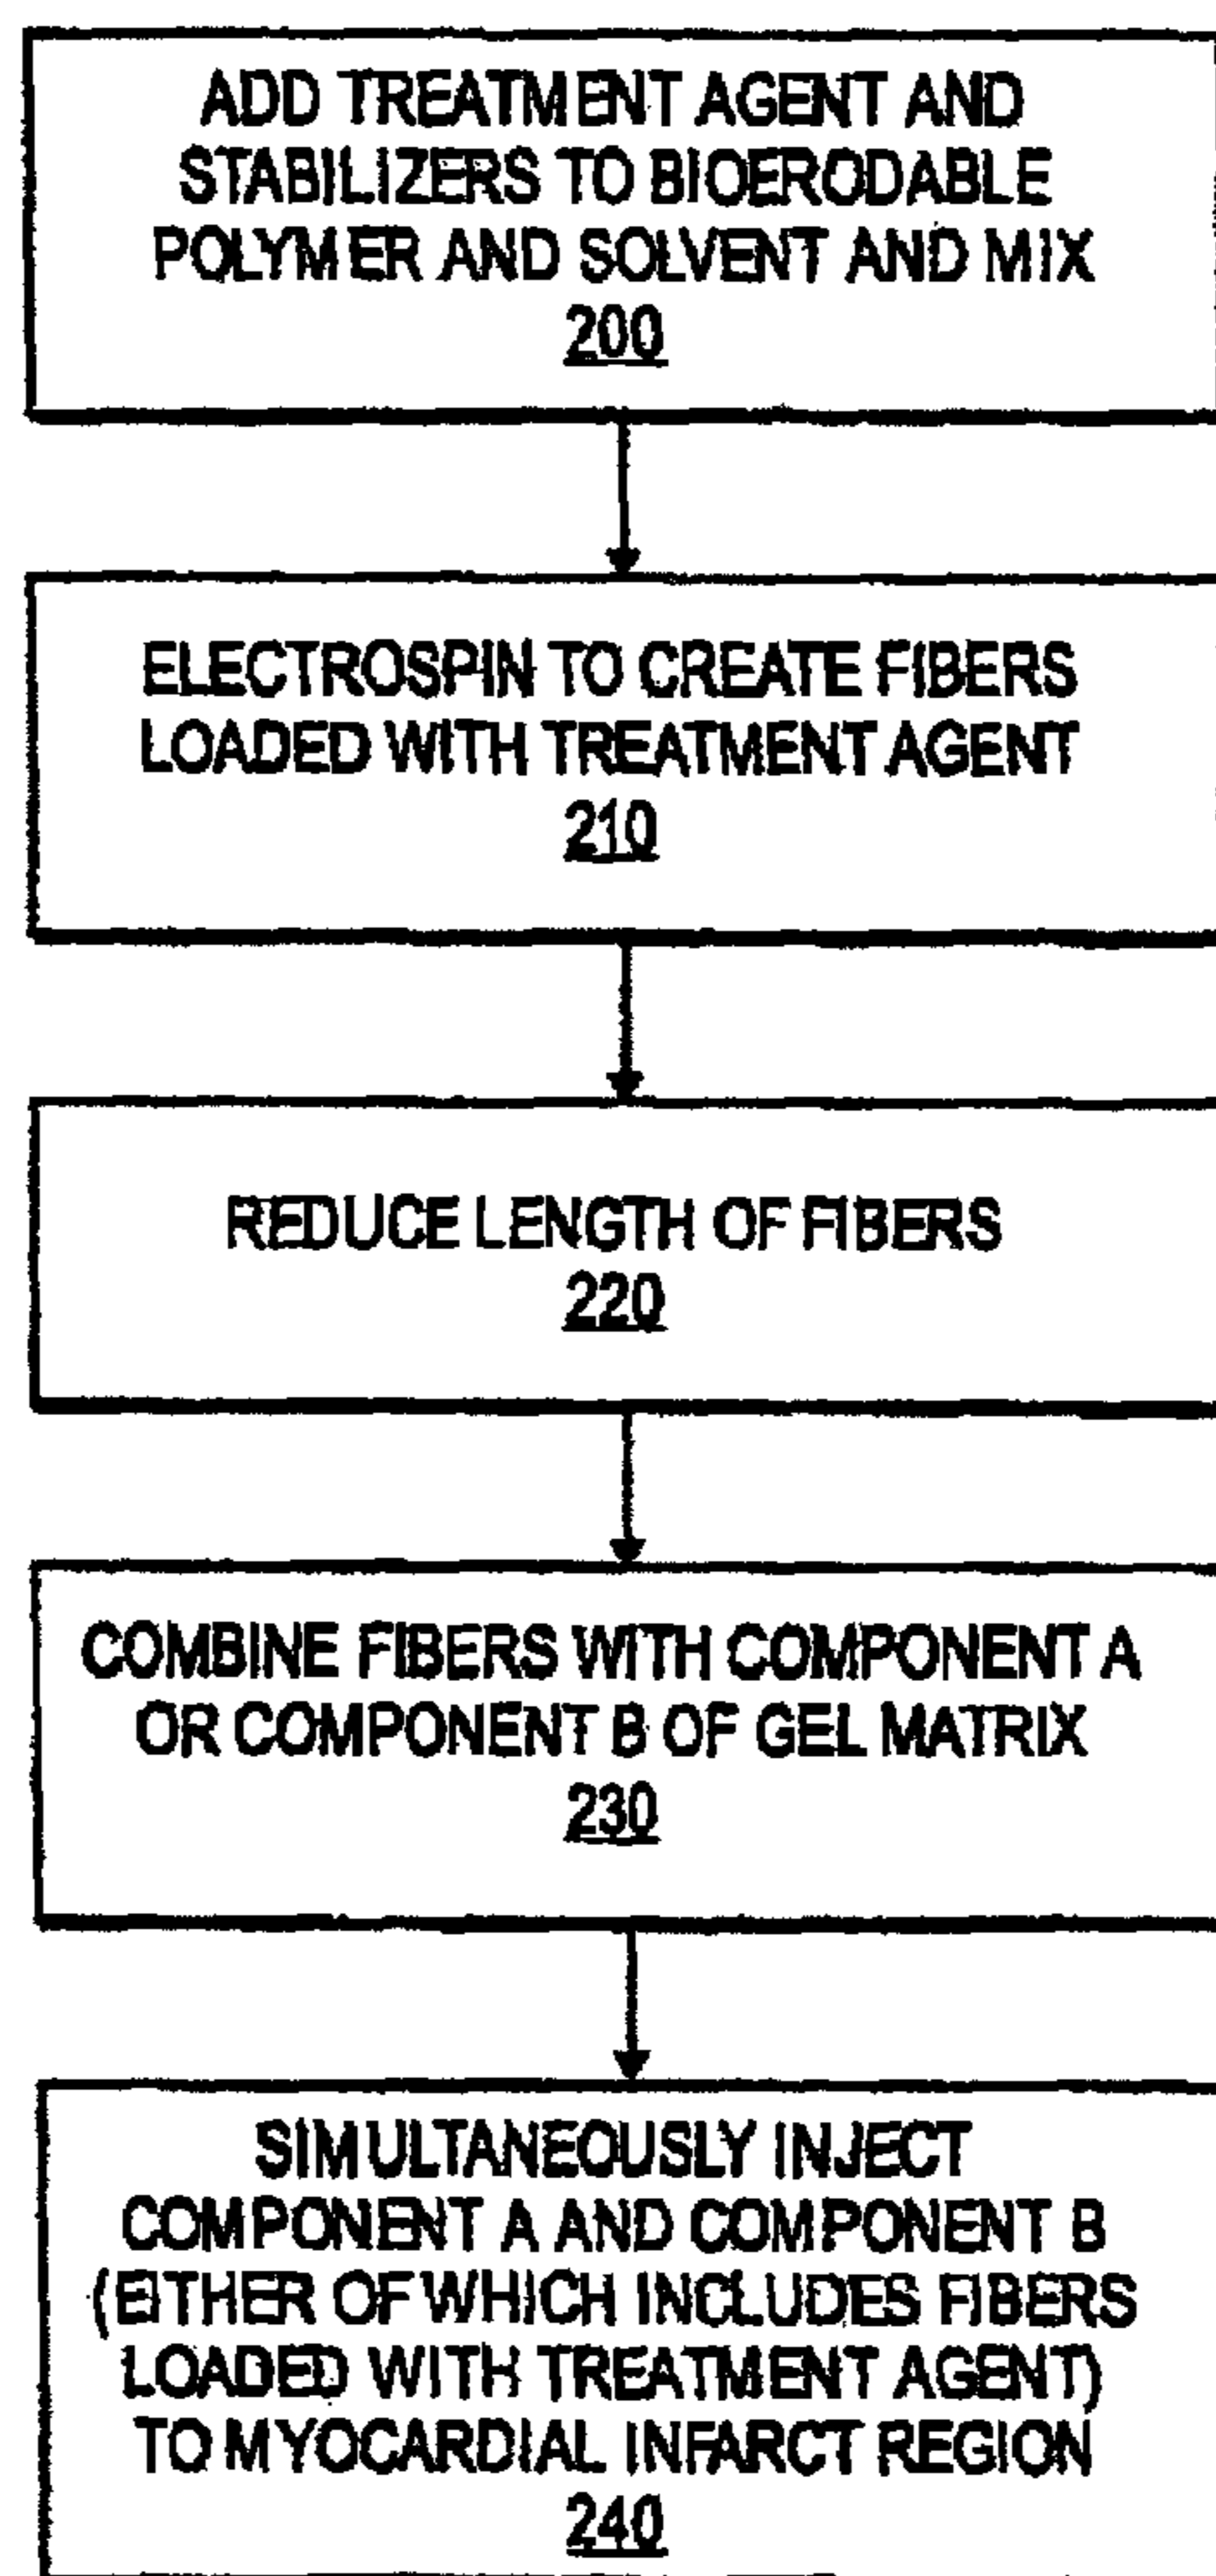 ADD TREATMENT AGENT AND
STABILIZERS TO BIOERODABLE
POLYMER AND SOLVENT AND MIX
200
ELECTROSPIN TO CREATE FIBERS
LOADED WITH TREATMENT AGENT
210
REDUCE LENGTH OF FIBERS
220
COMBINE FIBERS WITH COMPONENT A
OR COMPONENT B OF GEL MATRIX
230
SIMULTANEOUSLY INJECT
COMPONENT A AND COMPONENT B
(EITHER OF WHICH INCLUDES FIBERS
LOADED WITH TREATMENT AGENT)
TO MYOCARDIAL INFARCT REGION
240